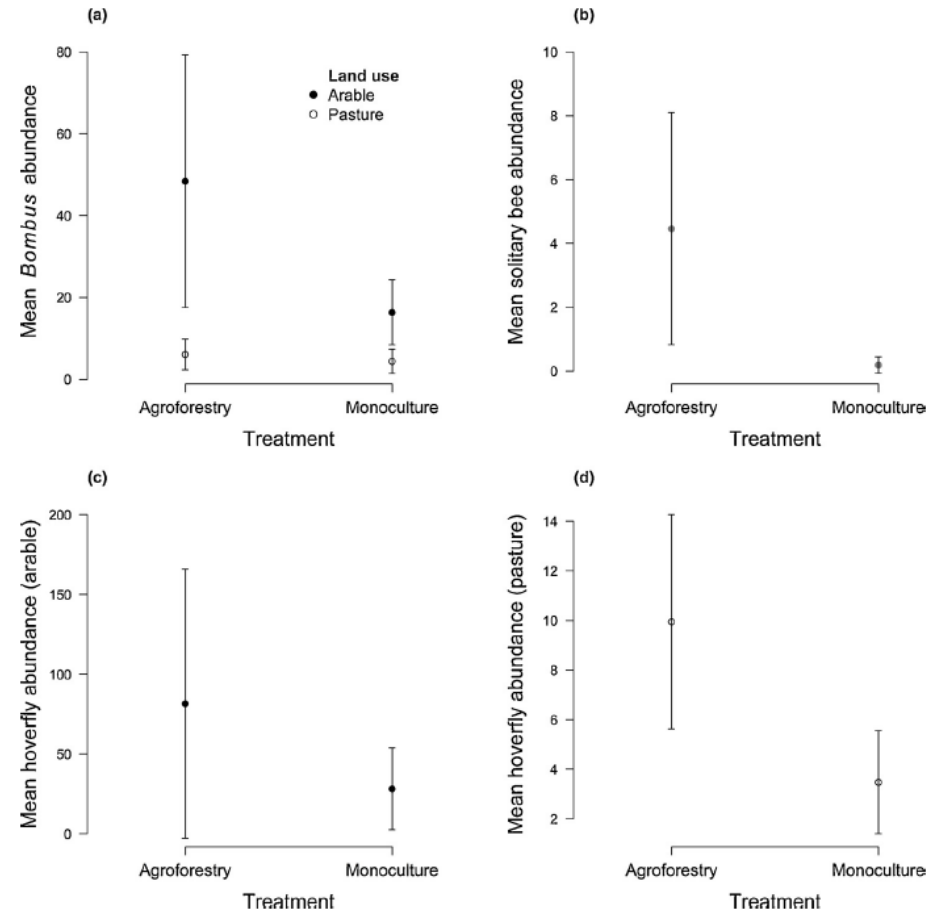 (a)
Mean Bombus abundance
80
60
40
20
0
Land use
Arable
Pasture
Agroforestry
Monoculture
Treatment
(b)
Mean solitary bee abundance
10
8
6
4
2
0
Agroforestry
Monoculture
Treatment
(c)
Mean hoverfly abundance (arable)
200
150
100
50
0
Agroforestry
Monoculture
Treatment
(d)
Mean hoverfly abundance (pasture)
14
12
10
8
6
4
2
Agroforestry
Monoculture
Treatment